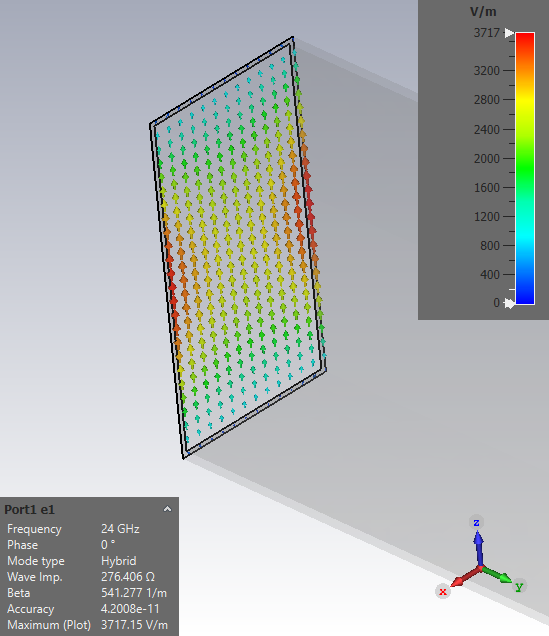 V/m
3717
3200
2800
2400
2000
1600
1200
800
400
0
Port1 e1
Frequency 24 GHz
Phase 0 °
Mode type Hybrid
Wave Imp. 276.406 Ω
Beta 541.277 1/m
Accuracy 4.2008e-11
Maximum (Plot) 3717.15 V/m
z
x
y